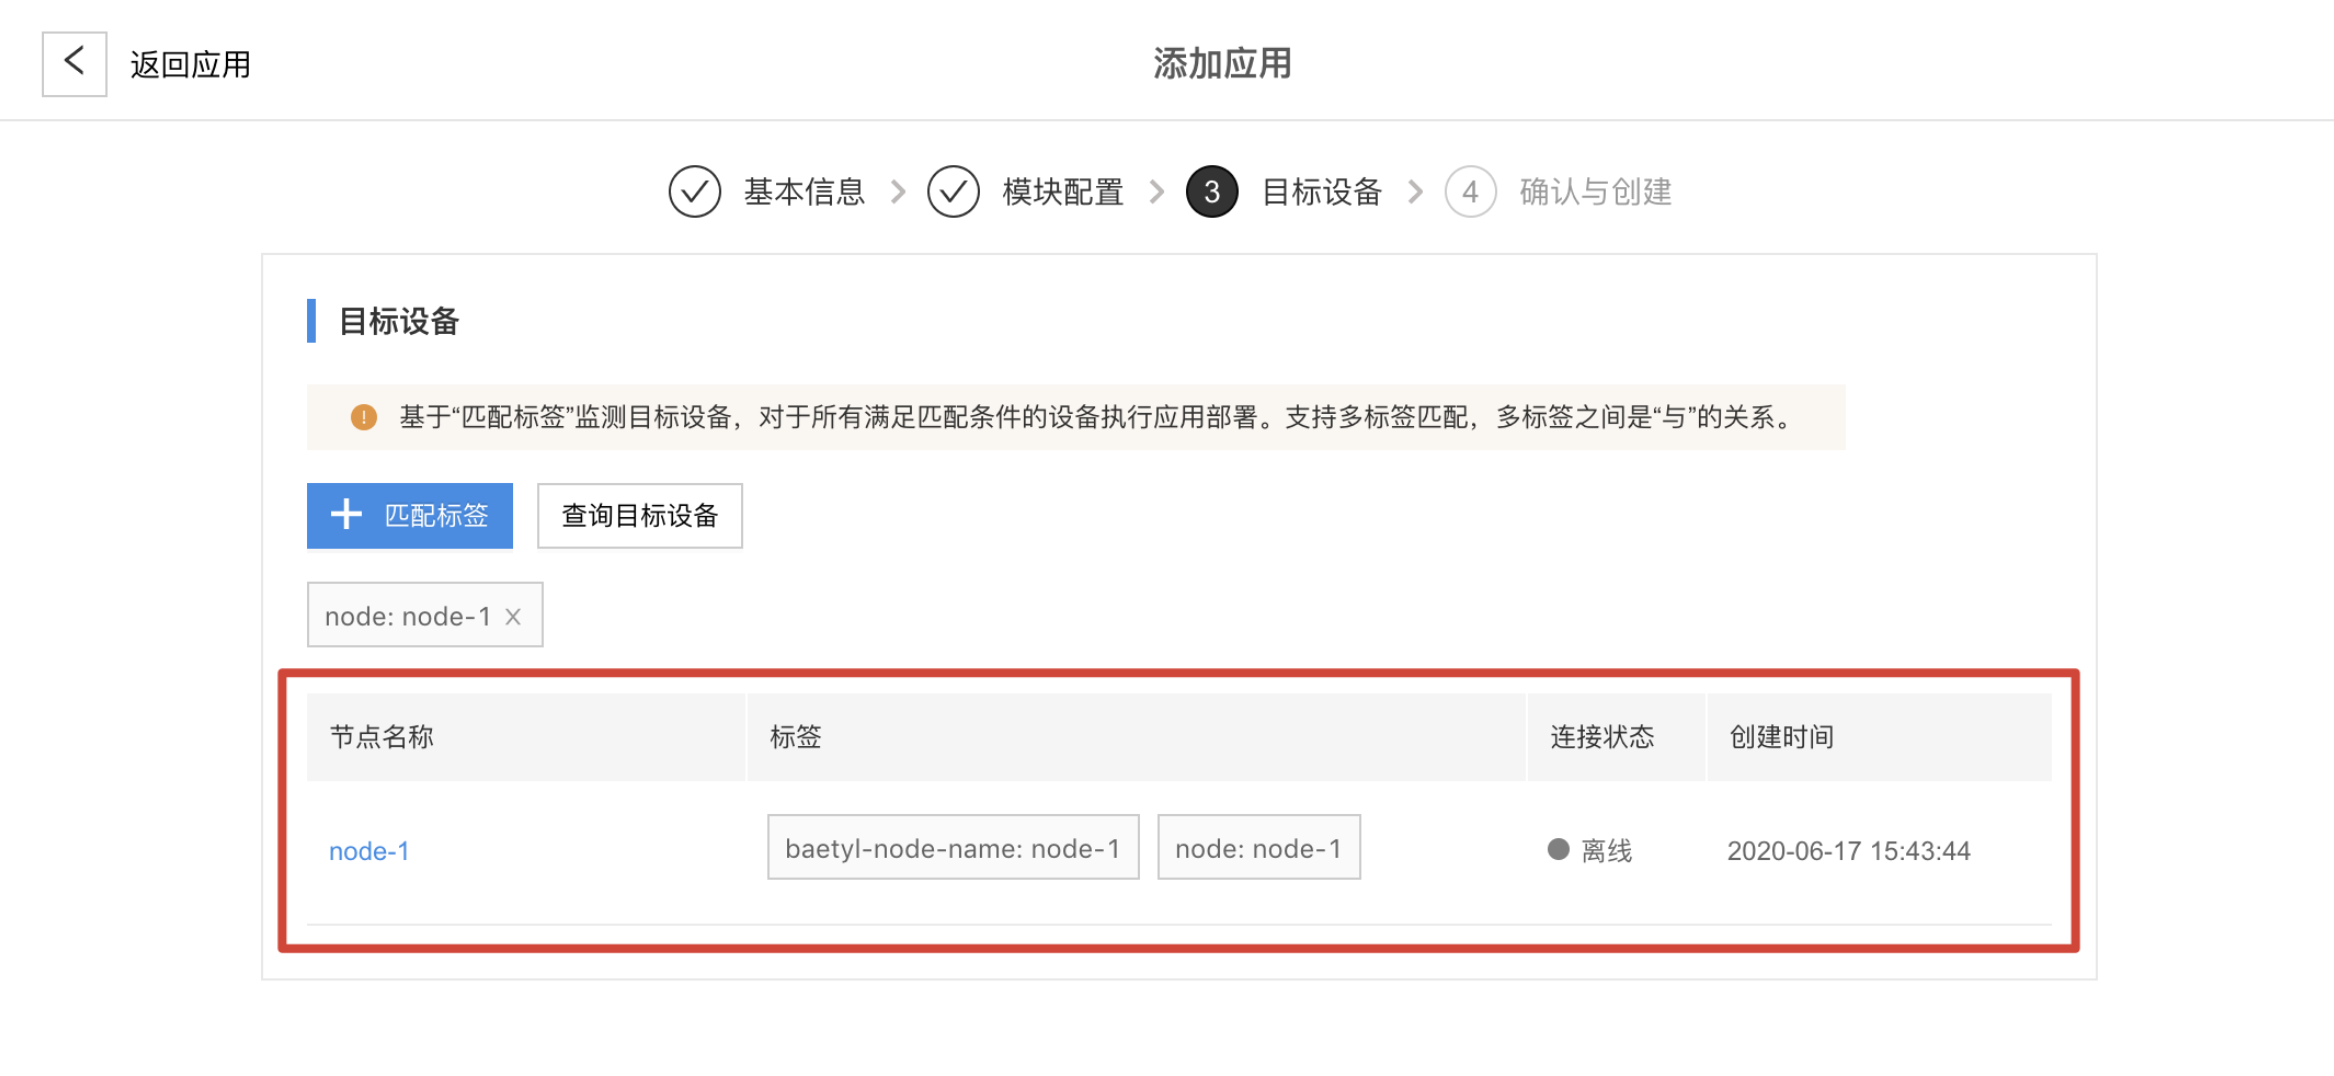 返回应用
添加应用
基本信息 模块配置 3 目标设备 4 确认与创建
目标设备
! 基于“匹配标签”监测目标设备，对于所有满足匹配条件的设备执行应用部署。支持多标签匹配，多标签之间是“与”的关系。
匹配标签 查询目标设备
node: node-1 X
节点名称 标签 连接状态 创建时间
node-1 baetyl-node-name: node-1 node: node-1 离线 2020-06-17 15:43:44